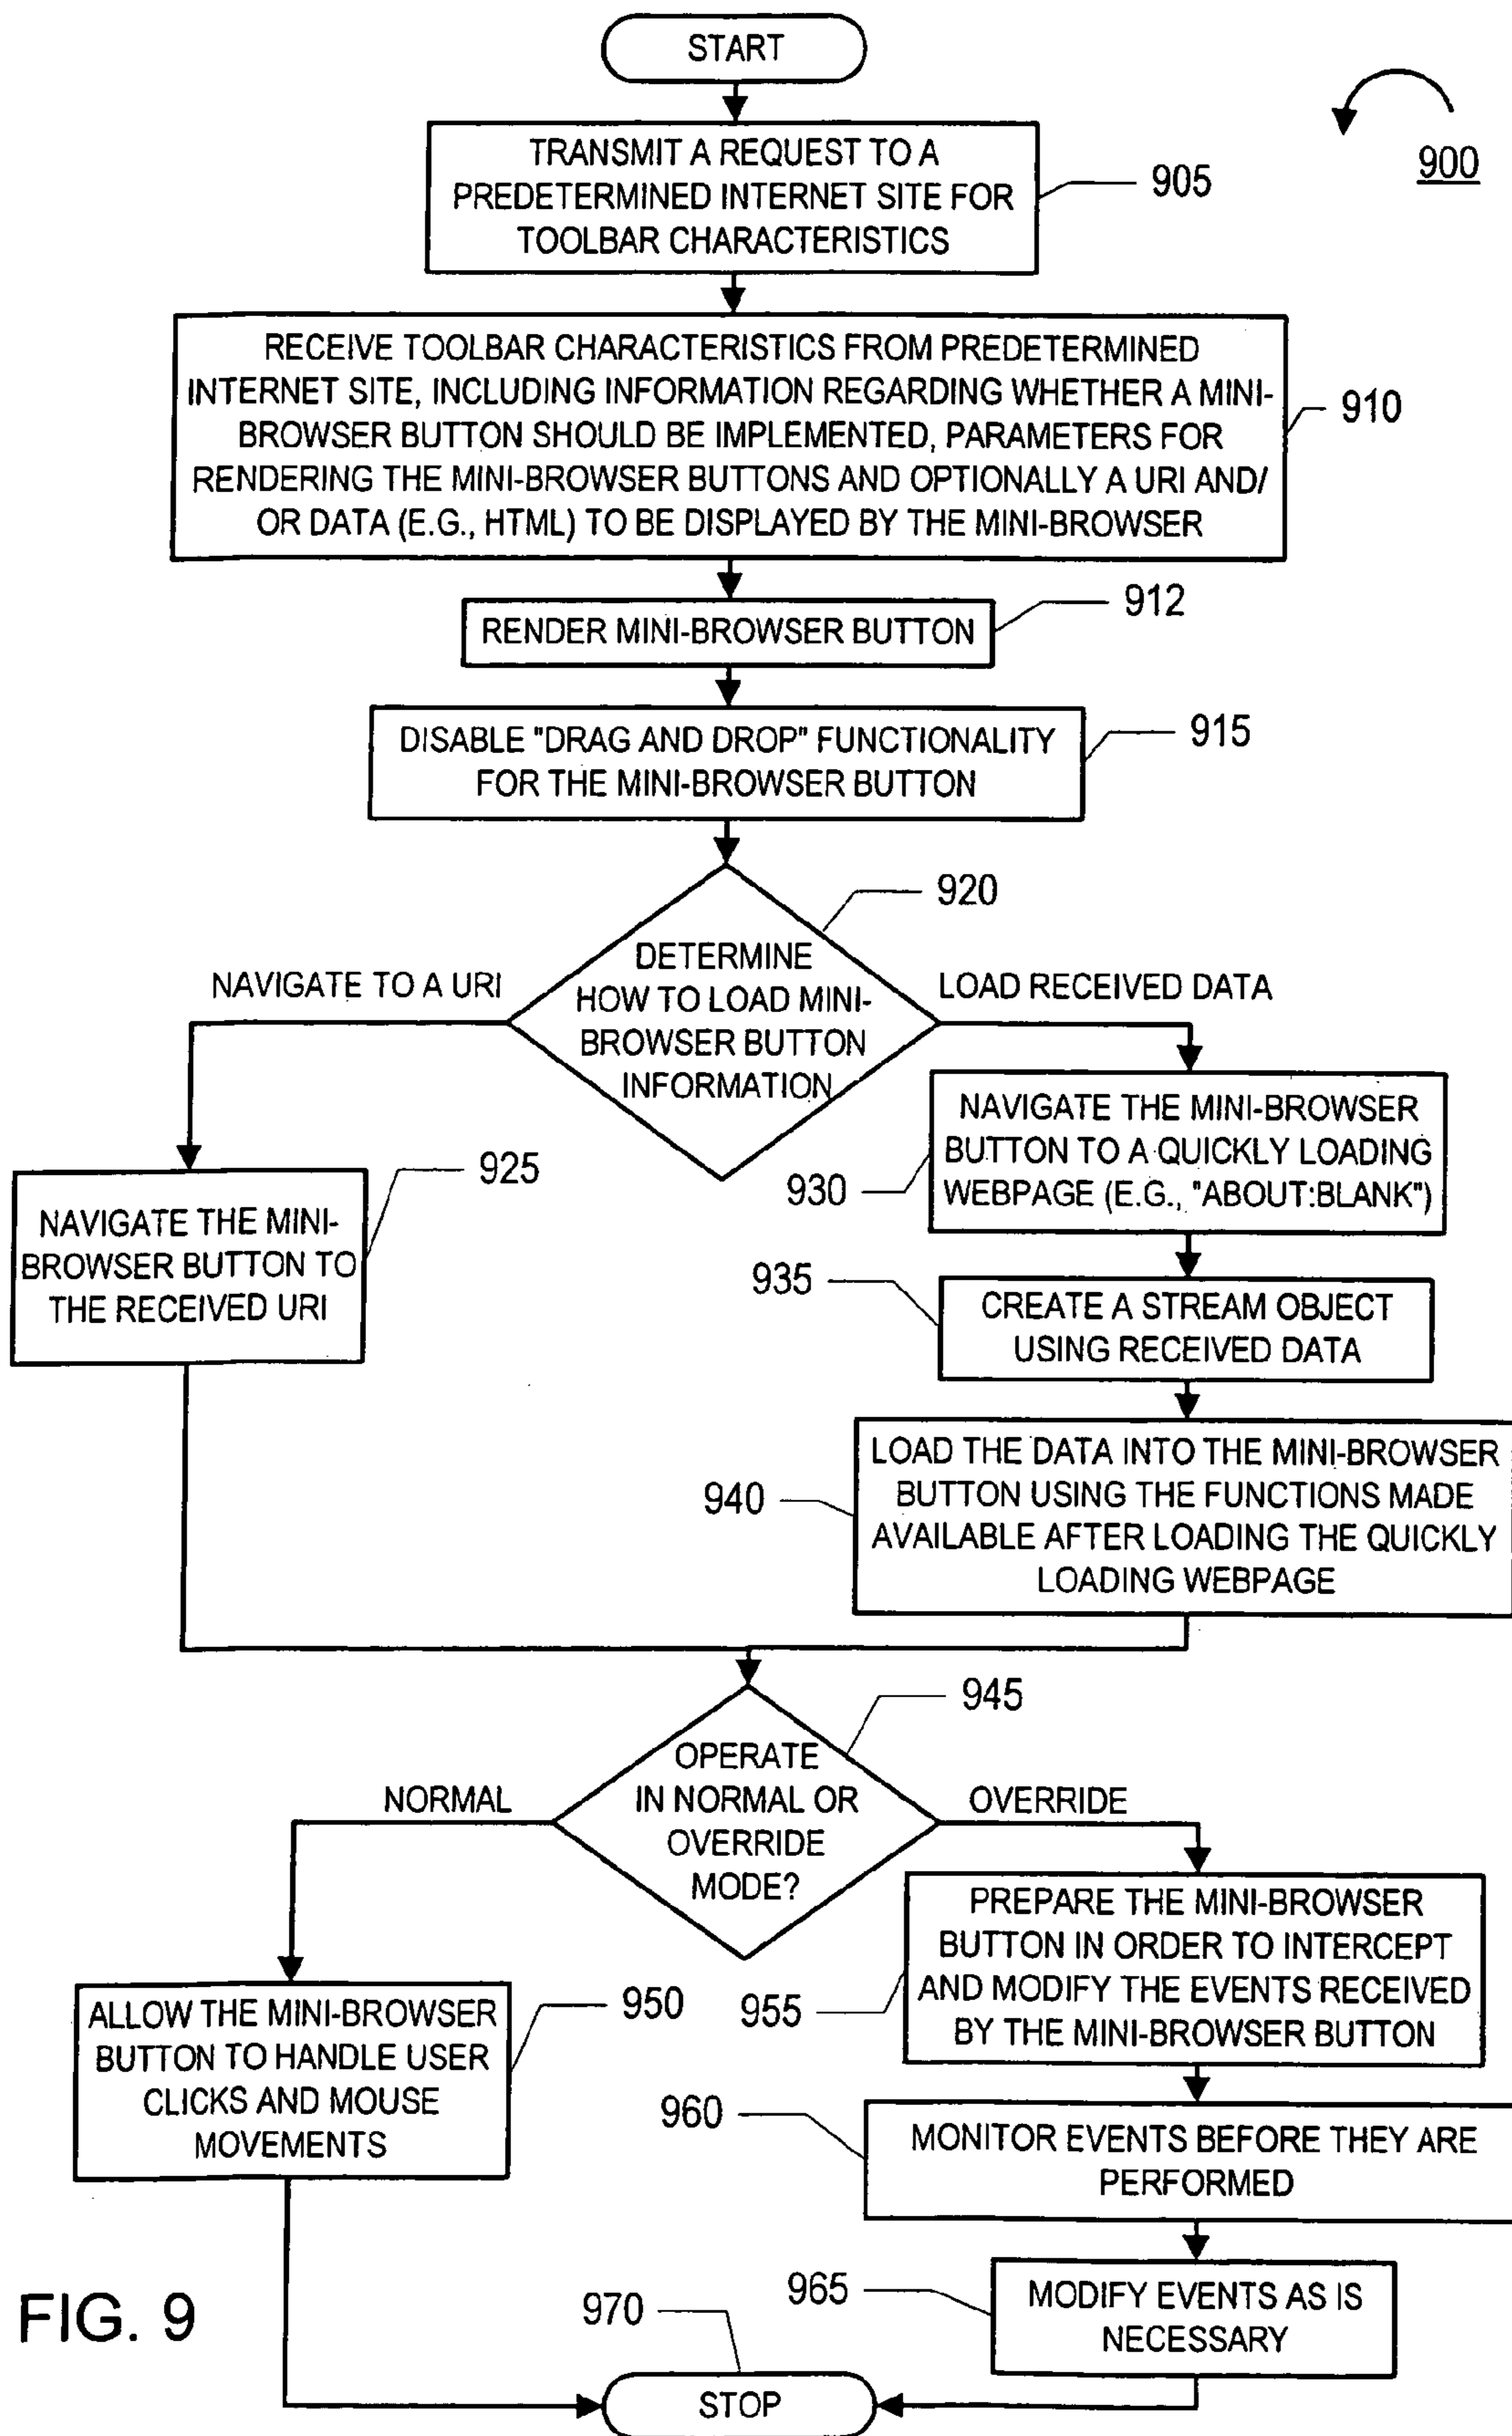 START
900
TRANSMIT A REQUEST TO A
PREDETERMINED INTERNET SITE FOR
TOOLBAR CHARACTERISTICS
905
RECEIVE TOOLBAR CHARACTERISTICS FROM PREDETERMINED
INTERNET SITE, INCLUDING INFORMATION REGARDING WHETHER A MINI-
BROWSER BUTTON SHOULD BE IMPLEMENTED, PARAMETERS FOR
RENDERING THE MINI-BROWSER BUTTONS AND OPTIONALLY A URI AND/
OR DATA (E.G., HTML) TO BE DISPLAYED BY THE MINI-BROWSER
910
RENDER MINI-BROWSER BUTTON
912
DISABLE "DRAG AND DROP" FUNCTIONALITY
FOR THE MINI-BROWSER BUTTON
915
DETERMINE
HOW TO LOAD MINI-
BROWSER BUTTON
INFORMATION
920
NAVIGATE TO A URI
LOAD RECEIVED DATA
NAVIGATE THE MINI-
BROWSER BUTTON TO
THE RECEIVED URI
925
NAVIGATE THE MINI-BROWSER
BUTTON TO A QUICKLY LOADING
WEBPAGE (E.G., "ABOUT:BLANK")
930
CREATE A STREAM OBJECT
USING RECEIVED DATA
935
LOAD THE DATA INTO THE MINI-BROWSER
BUTTON USING THE FUNCTIONS MADE
AVAILABLE AFTER LOADING THE QUICKLY
LOADING WEBPAGE
940
OPERATE
IN NORMAL OR
OVERRIDE
MODE?
945
NORMAL
OVERRIDE
ALLOW THE MINI-BROWSER
BUTTON TO HANDLE USER
CLICKS AND MOUSE
MOVEMENTS
950
PREPARE THE MINI-BROWSER
BUTTON IN ORDER TO INTERCEPT
AND MODIFY THE EVENTS RECEIVED
BY THE MINI-BROWSER BUTTON
955
MONITOR EVENTS BEFORE THEY ARE
PERFORMED
960
MODIFY EVENTS AS IS
NECESSARY
965
STOP
970
FIG. 9